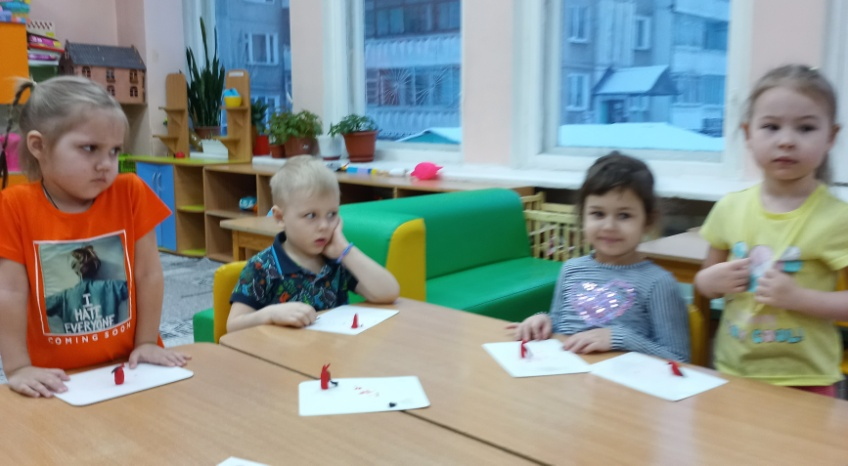 I
HATE
EVERYONE
COMING SOON